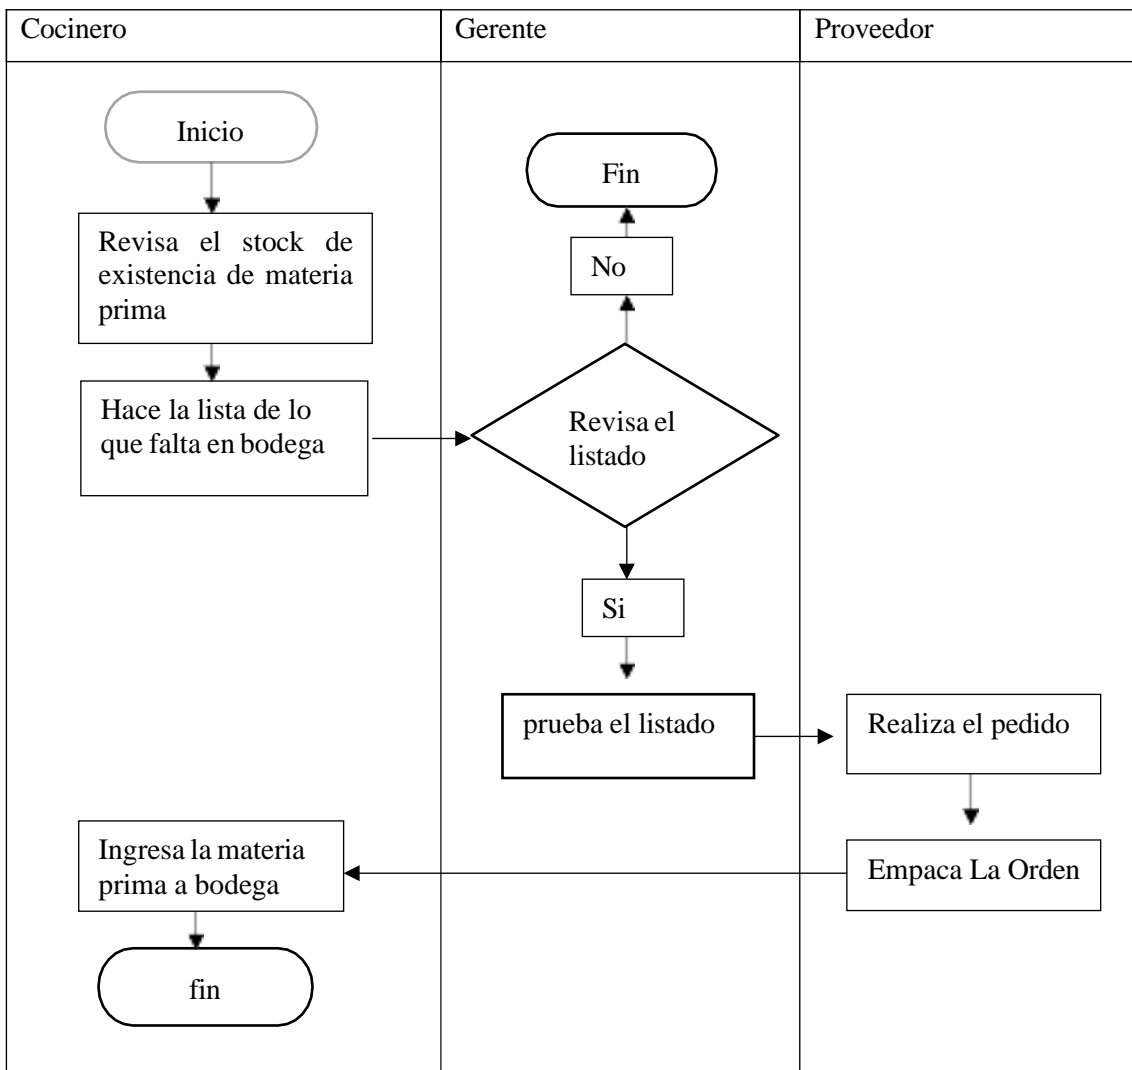 Cocinero
Gerente
Proveedor
Inicio
Revisa el stock de
existencia de materia
prima
Hace la lista de lo
que falta en bodega
Fin
No
Revisa el
listado
Si
prueba el listado
Realiza el pedido
Empaca La Orden
Ingresa la materia
prima a bodega
fin